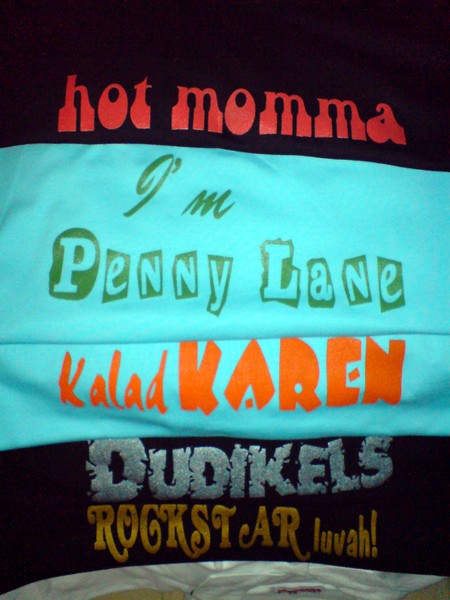 hot momma
I'm
PENNY LANE
Kalad KAREN
DUDIKELS
ROCKSTAR luvah!